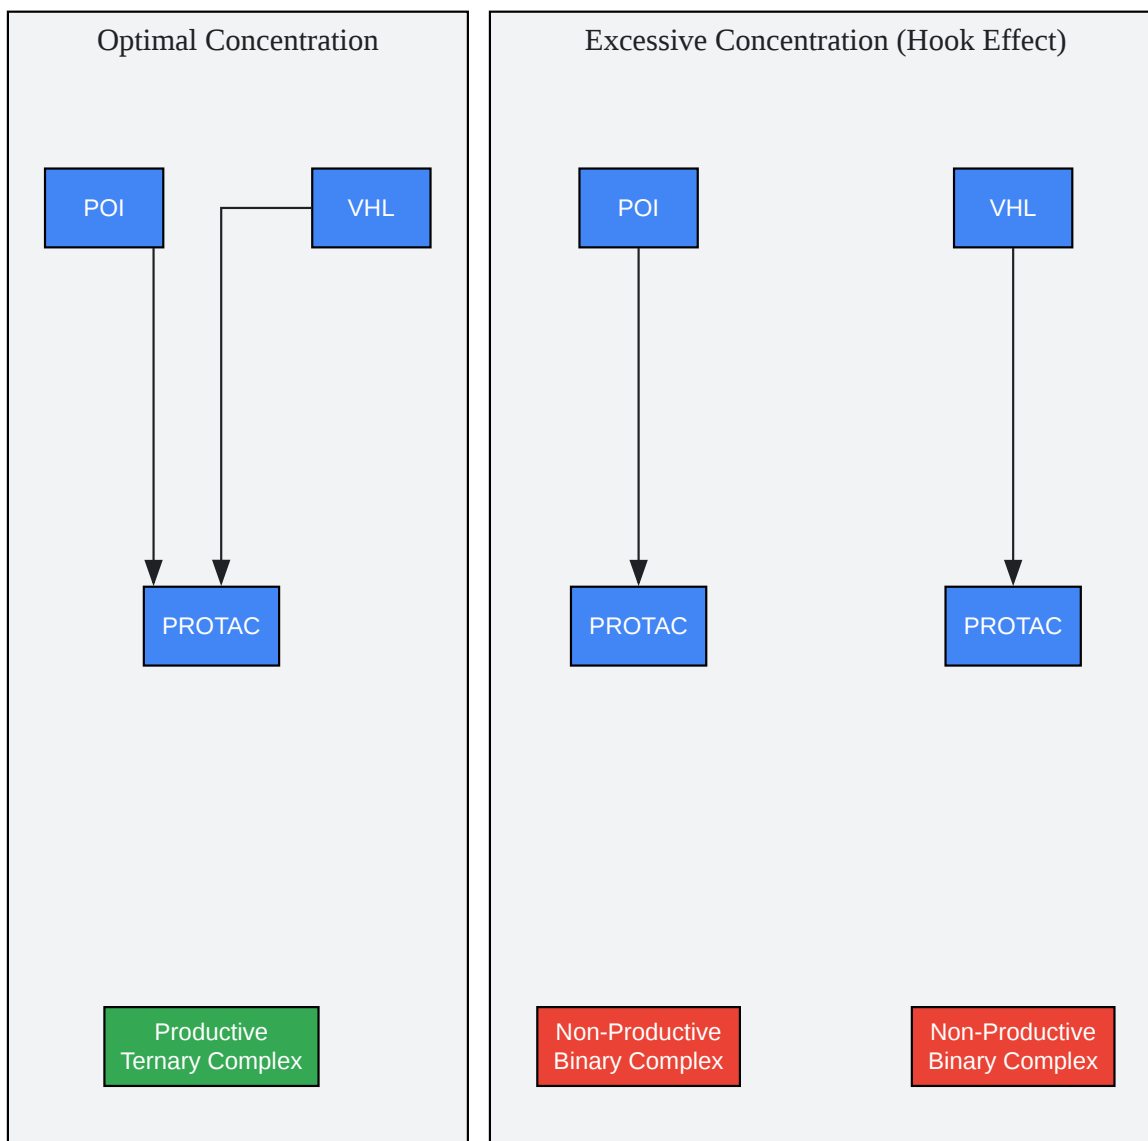 Optimal Concentration
POI
VHL
PROTAC
Productive
Ternary Complex
Excessive Concentration (Hook Effect)
POI
VHL
PROTAC
PROTAC
Non-Productive
Binary Complex
Non-Productive
Binary Complex